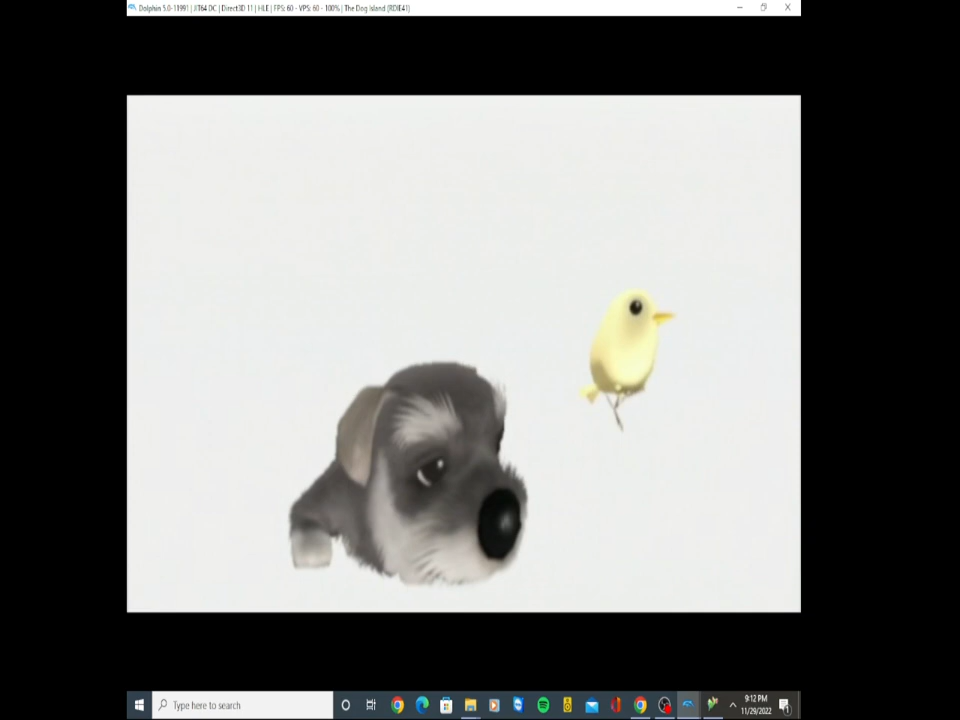 Dolphin 5.0-11991 | JIT64 DC | Direct3D 11 | HLE | FPS: 60 - VPS: 60 - 100% | The Dog Island (RDIE41)
Type here to search
9:12 PM
11/29/2022
1